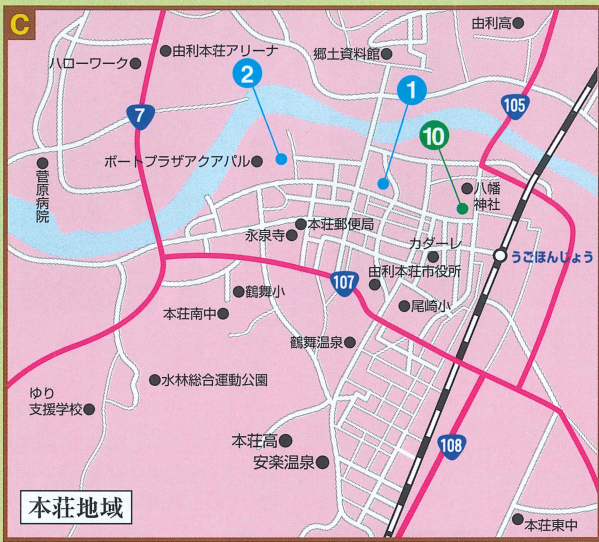 C
由利高
由利本荘アリーナ
郷土資料館
ハローワーク
2
1
7
105
10
ボートプラザアクアパル
菅原病院
八幡
神社
本荘郵便局
永泉寺
カダーレ
うごほんじょう
由利本荘市役所
107
鶴舞小
尾崎小
本荘南中
鶴舞温泉
水林総合運動公園
ゆり
支援学校
本荘高
108
安楽温泉
本荘地域
本荘東中